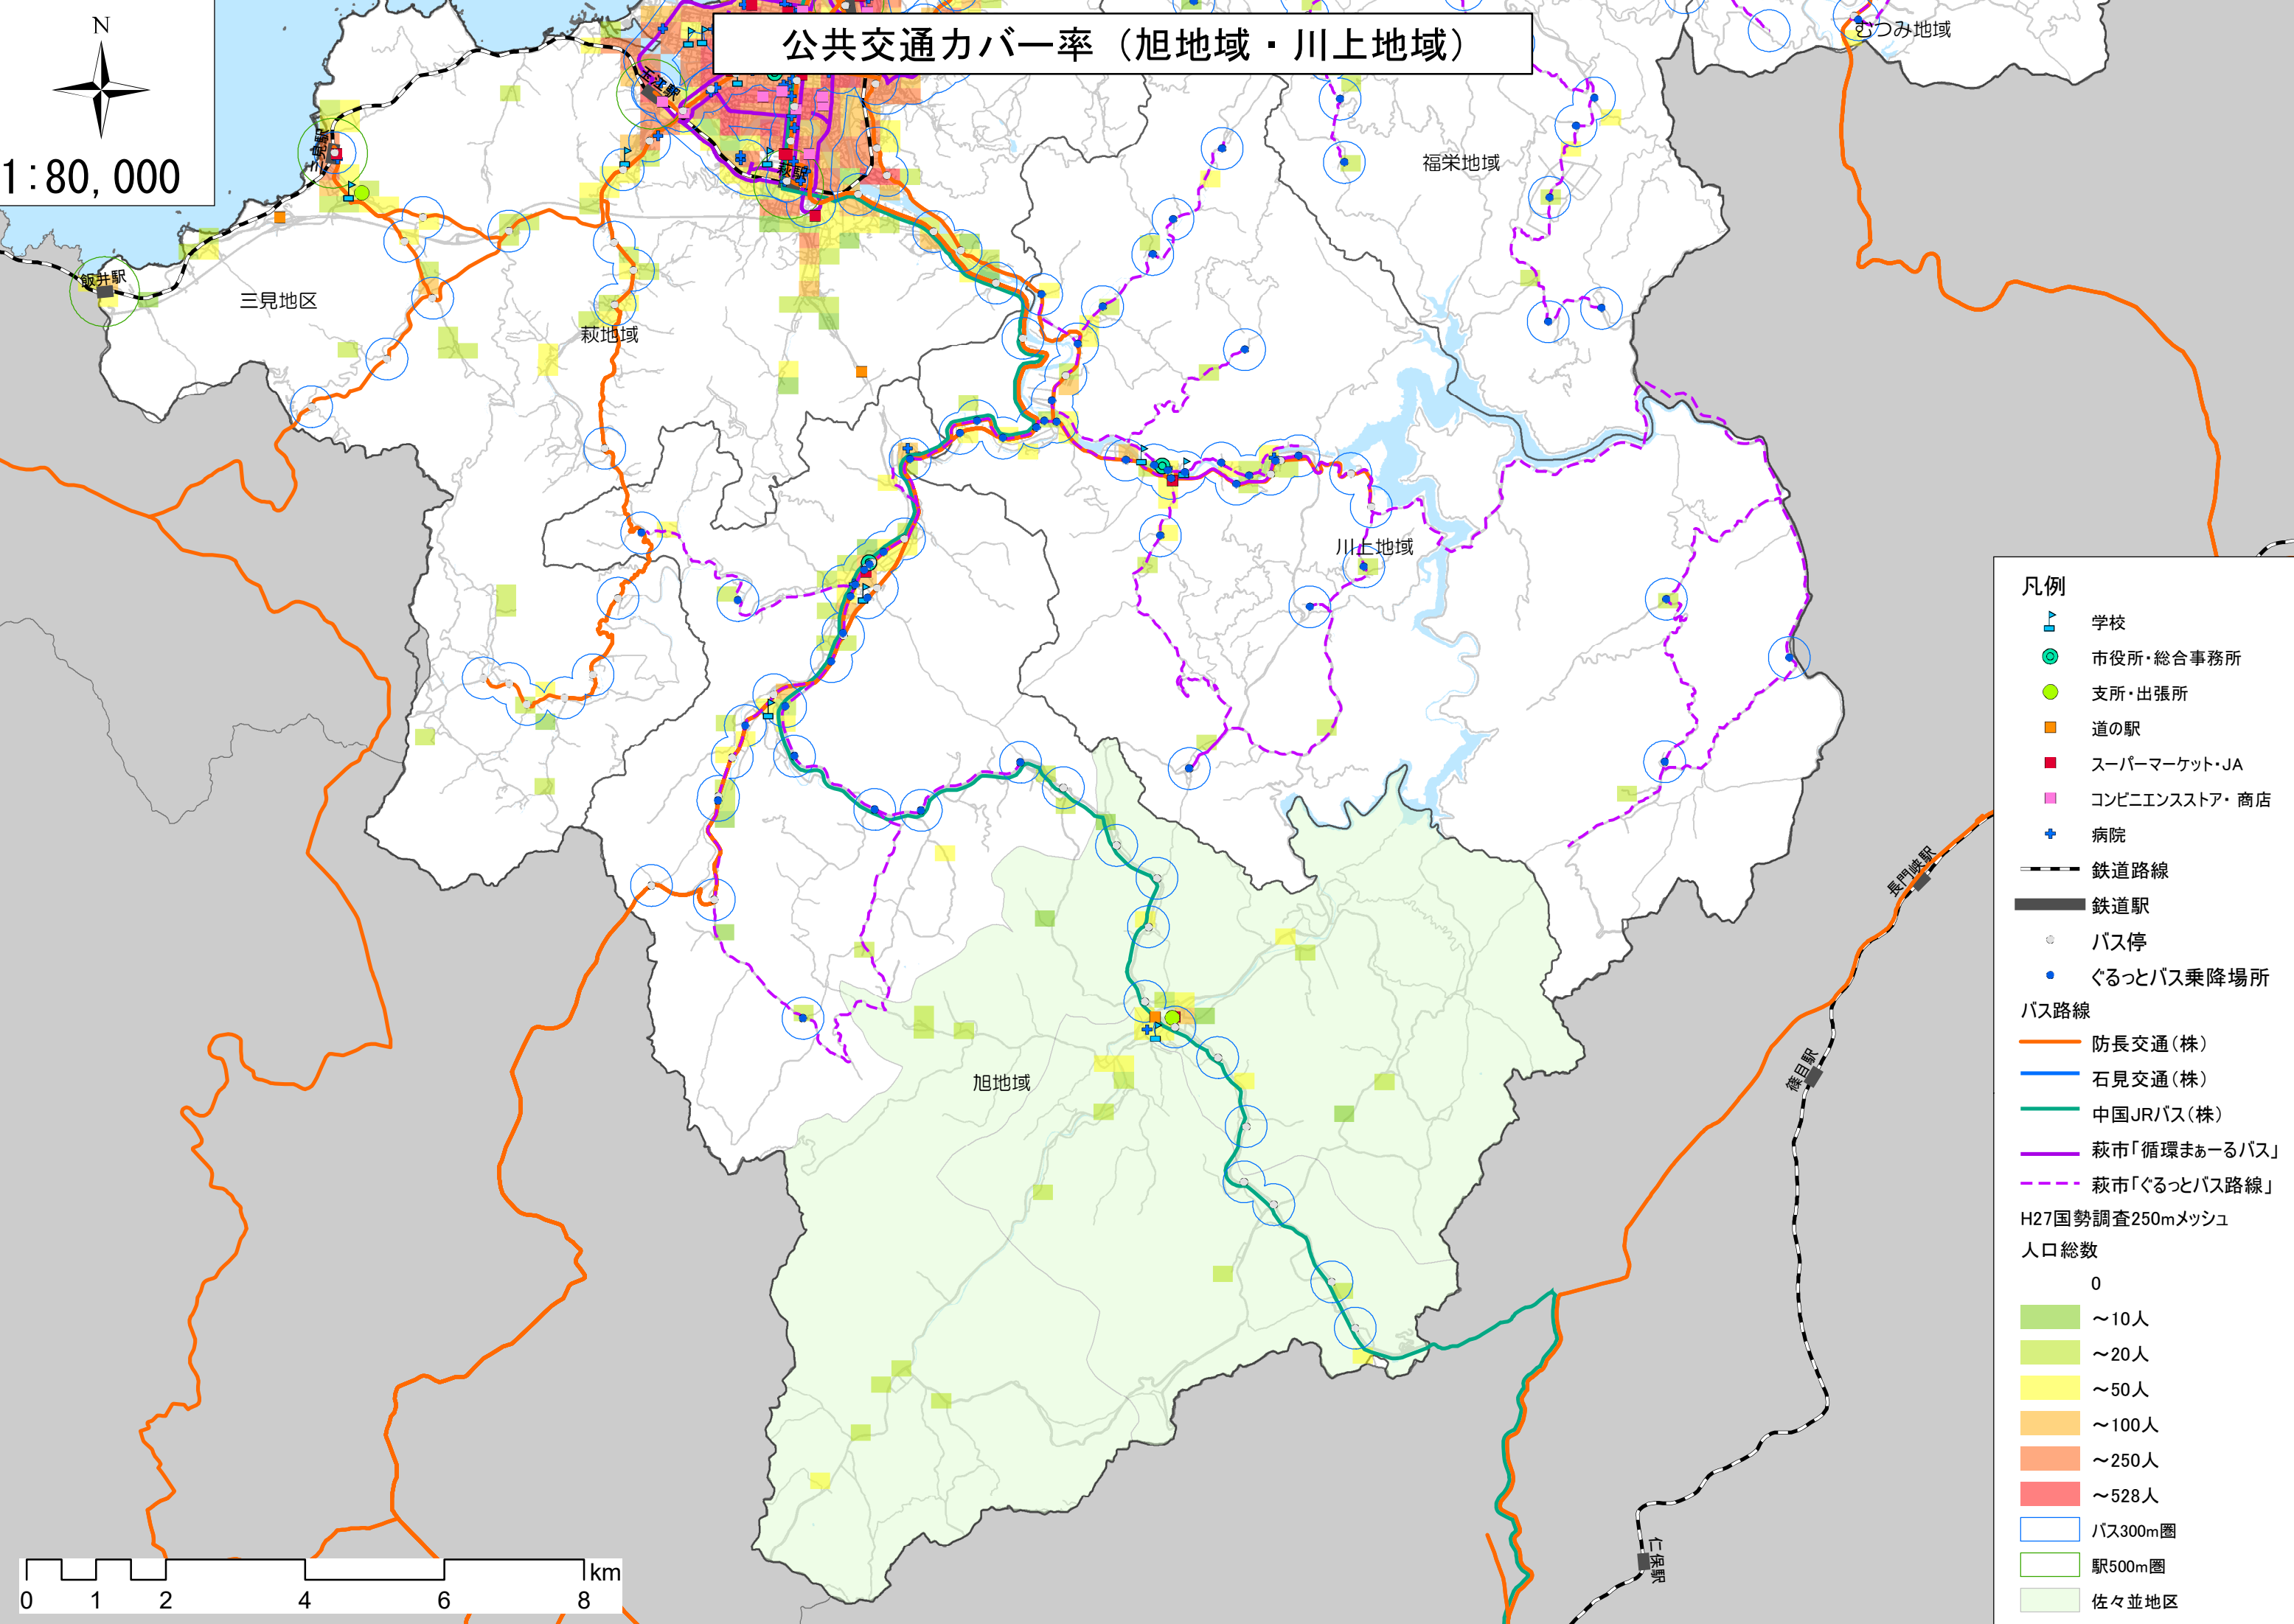 公共交通カバー率（旭地域・川上地域）
N
1:80,000
むつみ地域
玉江駅
三見駅
萩駅
福栄地域
飯井駅
三見地区
萩地域
川上地域
旭地域
長門峡駅
篠目駅
仁保駅
凡例
学校
市役所・総合事務所
支所・出張所
道の駅
スーパーマーケット・JA
コンビニエンスストア・商店
病院
鉄道路線
鉄道駅
バス停
ぐるっとバス乗降場所
バス路線
防長交通(株)
石見交通(株)
中国JRバス(株)
萩市「循環まぁーるバス」
萩市「ぐるっとバス路線」
H27国勢調査250mメッシュ
人口総数
0
～10人
～20人
～50人
～100人
～250人
～528人
バス300m圏
駅500m圏
佐々並地区
km
0 1 2 4 6 8